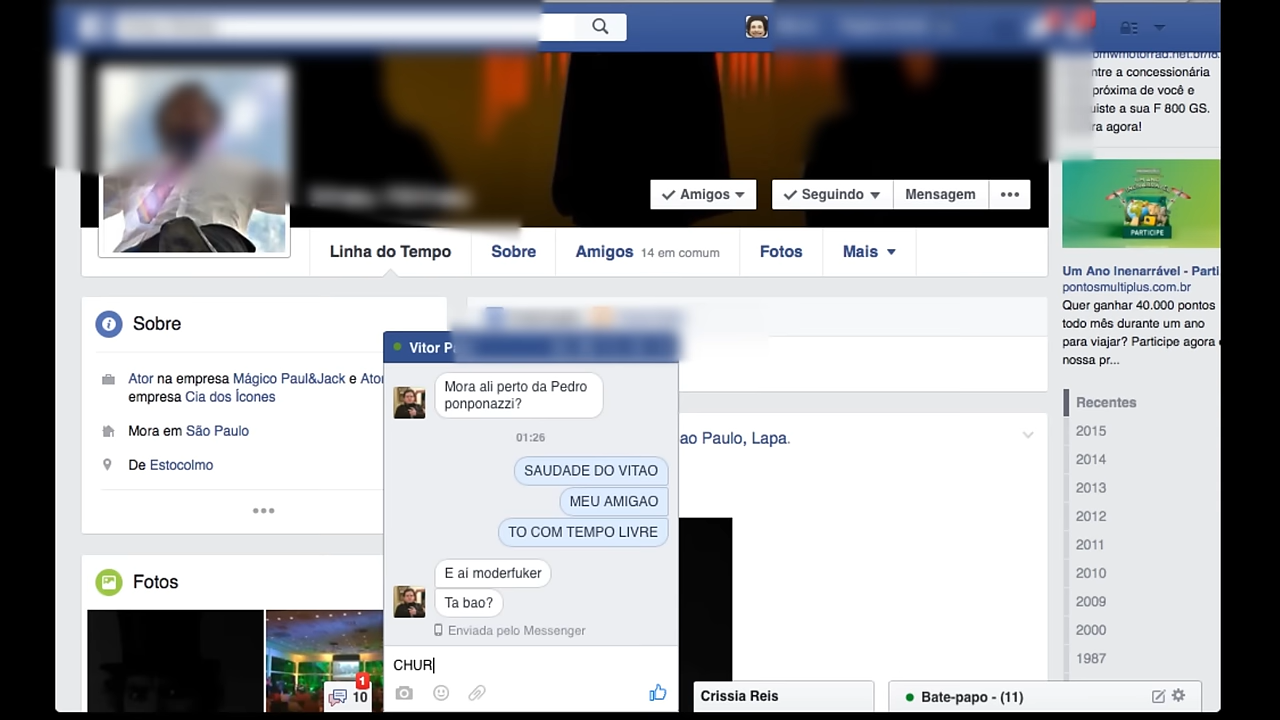 omwmotorrad.net.br/ld.
ntre a concessionária
próxima de você e
uiste a sua F 800 GS.
ra agora!
Amigos
Seguindo
Mensagem
Linha do Tempo
Sobre
Amigos 14 em comum
Fotos
Mais
PARTICIPE
Um Ano Inenarrável - Parti
pontosmultiplus.com.br
Quer ganhar 40.000 pontos
todo mês durante um ano
para viajar? Participe agora e
nossa pr...
Sobre
Ator na empresa Mágico Paul&Jack e Ator
empresa Cia dos Ícones
Mora em São Paulo
De Estocolmo
Fotos
10
1
Vitor P
Mora ali perto da Pedro
ponponazzi?
01:26
SAUDADE DO VITAO
MEU AMIGAO
TO COM TEMPO LIVRE
E ai moderfuker
Ta bao?
Enviada pelo Messenger
CHUR
ao Paulo, Lapa.
Recentes
2015
2014
2013
2012
2011
2010
2009
2000
1987
Crissia Reis
Bate-papo - (11)